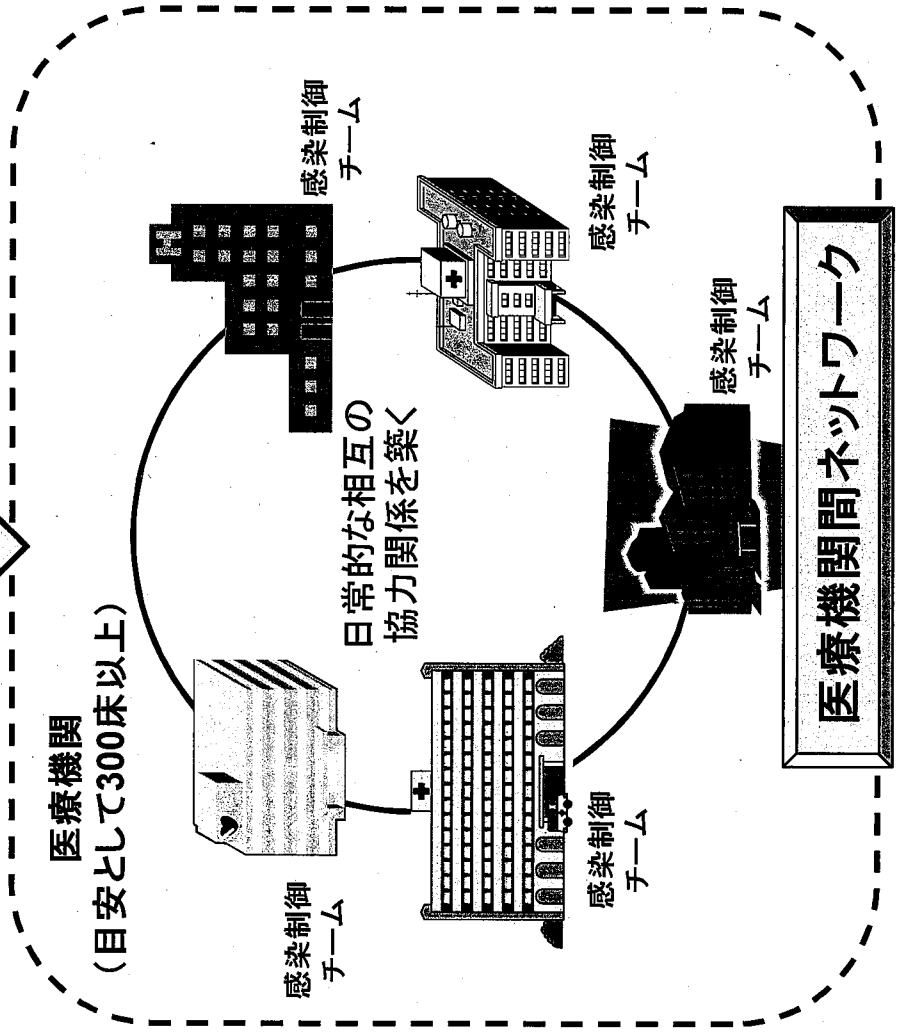 医療機関
（目安として300床以上）
感染制御
チーム
感染制御
チーム
日常的な相互の
協力関係を築く
感染制御
チーム
感染制御
チーム
感染制御
チーム
医療機関間ネットワーク